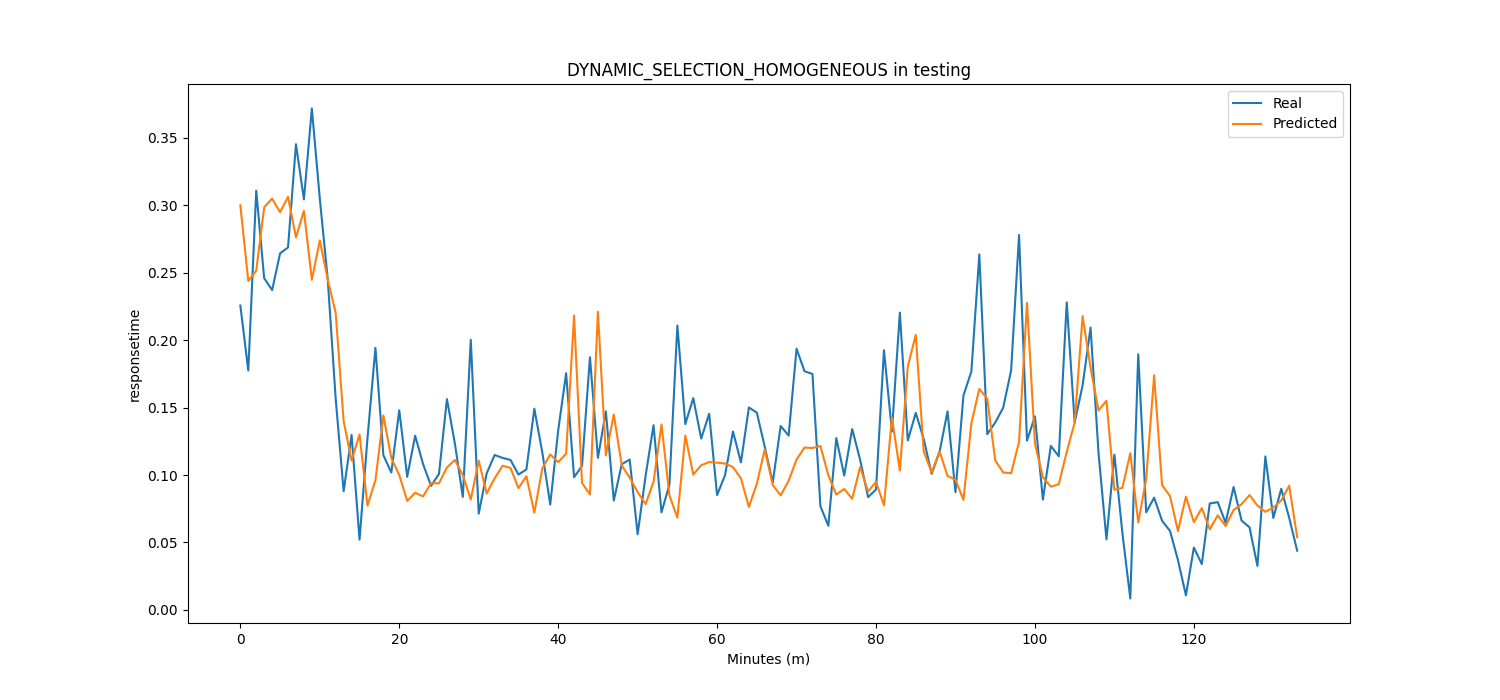 DYNAMIC_SELECTION_HOMOGENEOUS in testing
Real
Predicted
responsetime
0.35
0.30
0.25
0.20
0.15
0.10
0.05
0.00
0 20 40 60 80 100 120
Minutes (m)